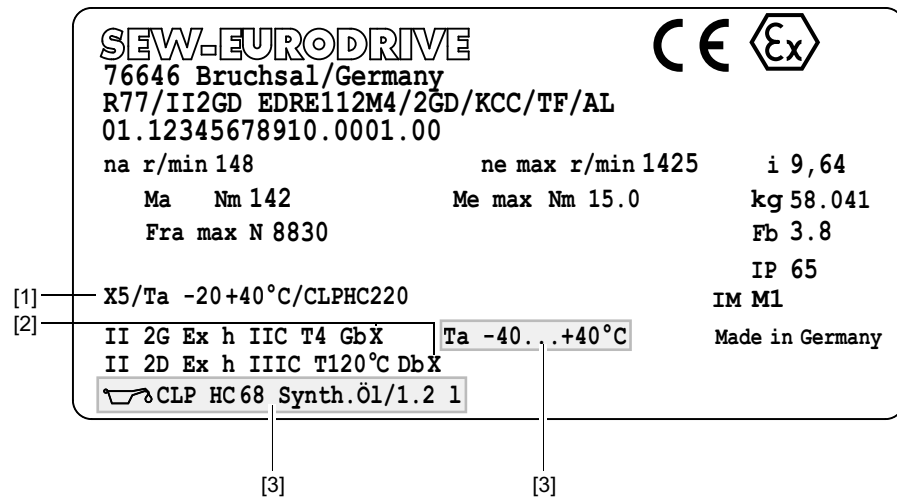 SEW-EURODRIVE CE Ex
76646 Bruchsal/Germany
R77/II2GD EDRE112M4/2GD/KCC/TF/AL
01.12345678910.0001.00
na r/min 148 ne max r/min 1425 i 9,64
Ma Nm 142 Me max Nm 15.0 kg 58.041
Fra max N 8830 Fb 3.8
IP 65
[1] X5/Ta -20+40°C/CLPHC220 IM M1
[2]
II 2G Ex h IIC T4 GbX Ta -40...+40°C Made in Germany
II 2D Ex h IIIC T120°C DbX
CLP HC68 Synth.Öl/1.2 l
[3] [3]